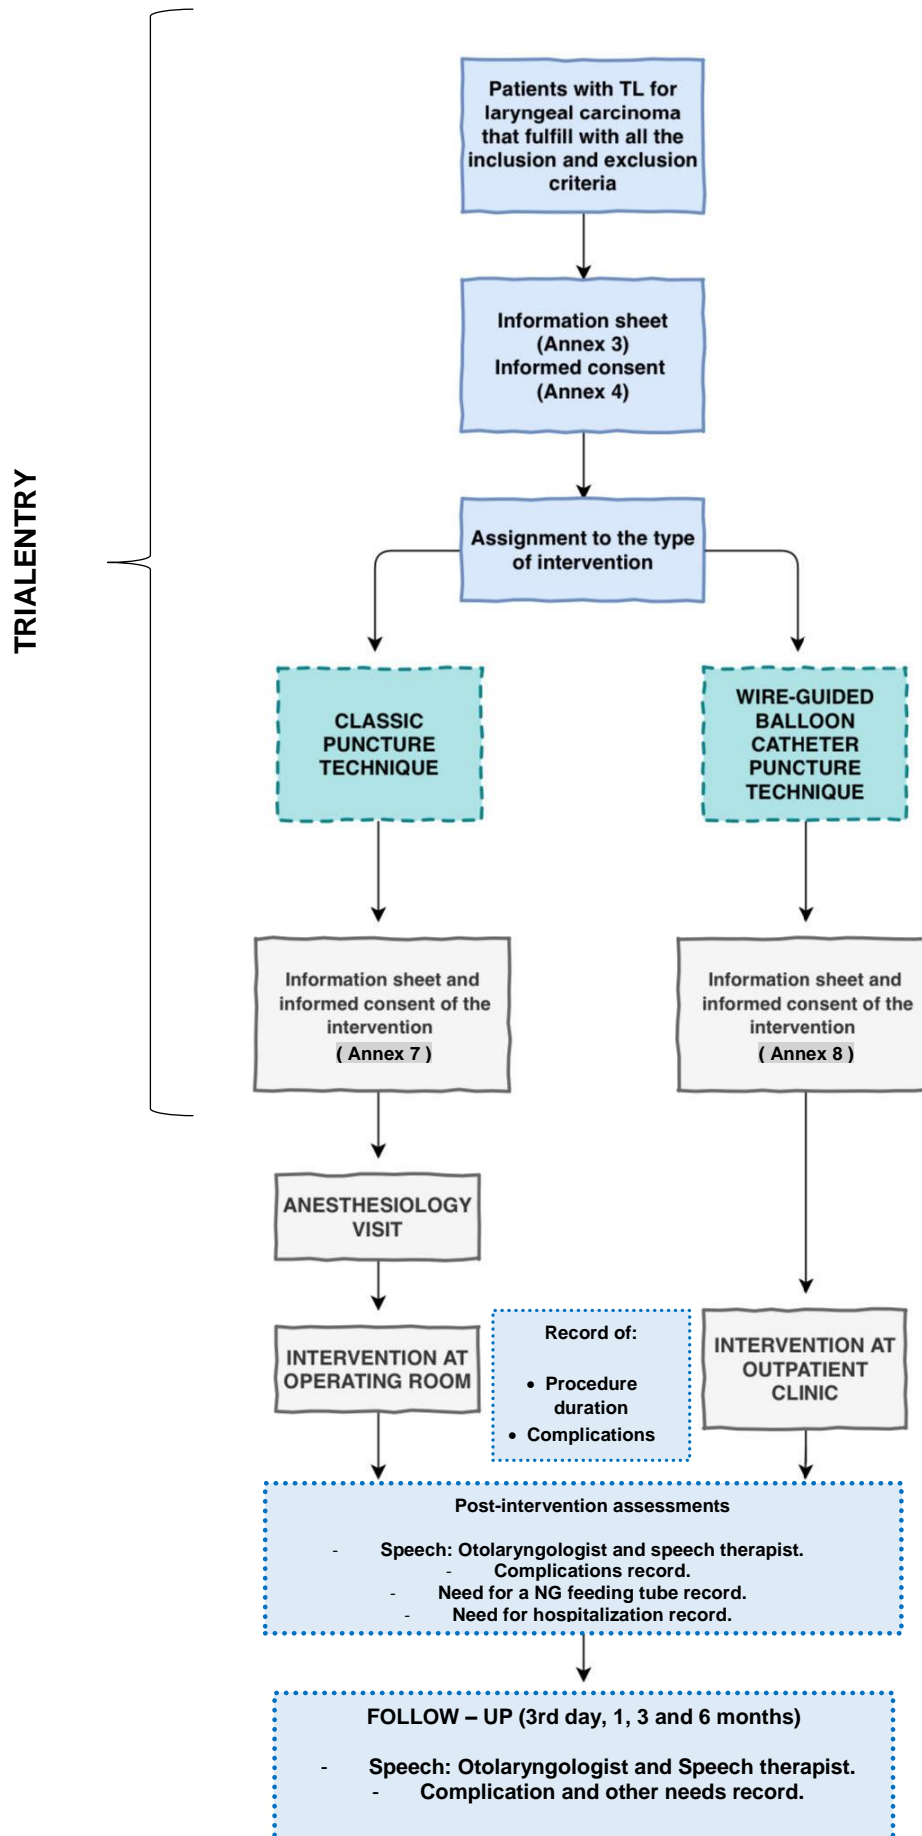 Patients with TL for
laryngeal carcinoma
that fulfill with all the
inclusion and exclusion
criteria
Information sheet
(Annex 3)
Informed consent
(Annex 4)
TRIALENTRY
Assignment to the type
of intervention
CLASSIC
PUNCTURE
TECHNIQUE
WIRE-GUIDED
BALLOON
CATHETER
PUNCTURE
TECHNIQUE
Information sheet and
informed consent of the
intervention
( Annex 7 )
Information sheet and
informed consent of the
intervention
( Annex 8 )
ANESTHESIOLOGY
VISIT
INTERVENTION AT
OPERATING ROOM
Record of:
• Procedure
duration
• Complications
INTERVENTION AT
OUTPATIENT
CLINIC
Post-intervention assessments
- Speech: Otolaryngologist and speech therapist.
- Complications record.
- Need for a NG feeding tube record.
- Need for hospitalization record.
FOLLOW – UP (3rd day, 1, 3 and 6 months)
- Speech: Otolaryngologist and Speech therapist.
- Complication and other needs record.